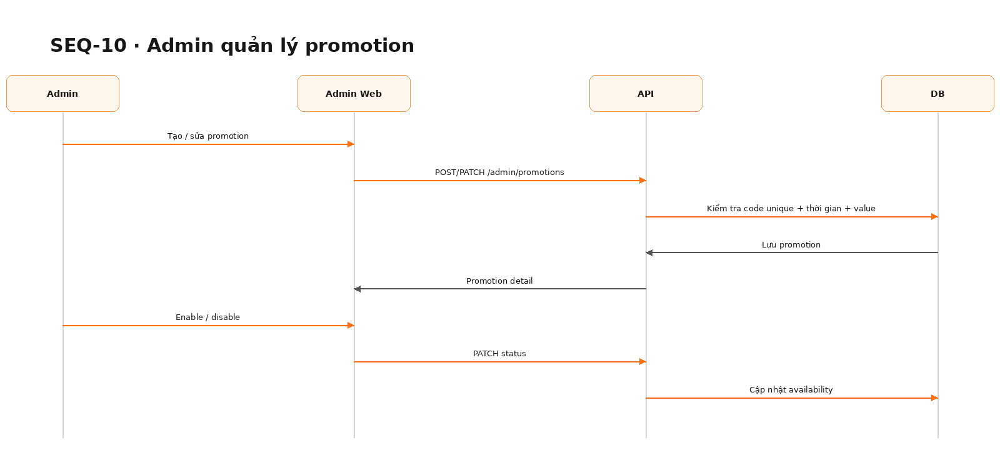 SEQ-10 · Admin quản lý promotion
Admin
Admin Web
API
DB
Tạo / sửa promotion
POST/PATCH /admin/promotions
Kiểm tra code unique + thời gian + value
Lưu promotion
Promotion detail
Enable / disable
PATCH status
Cập nhật availability